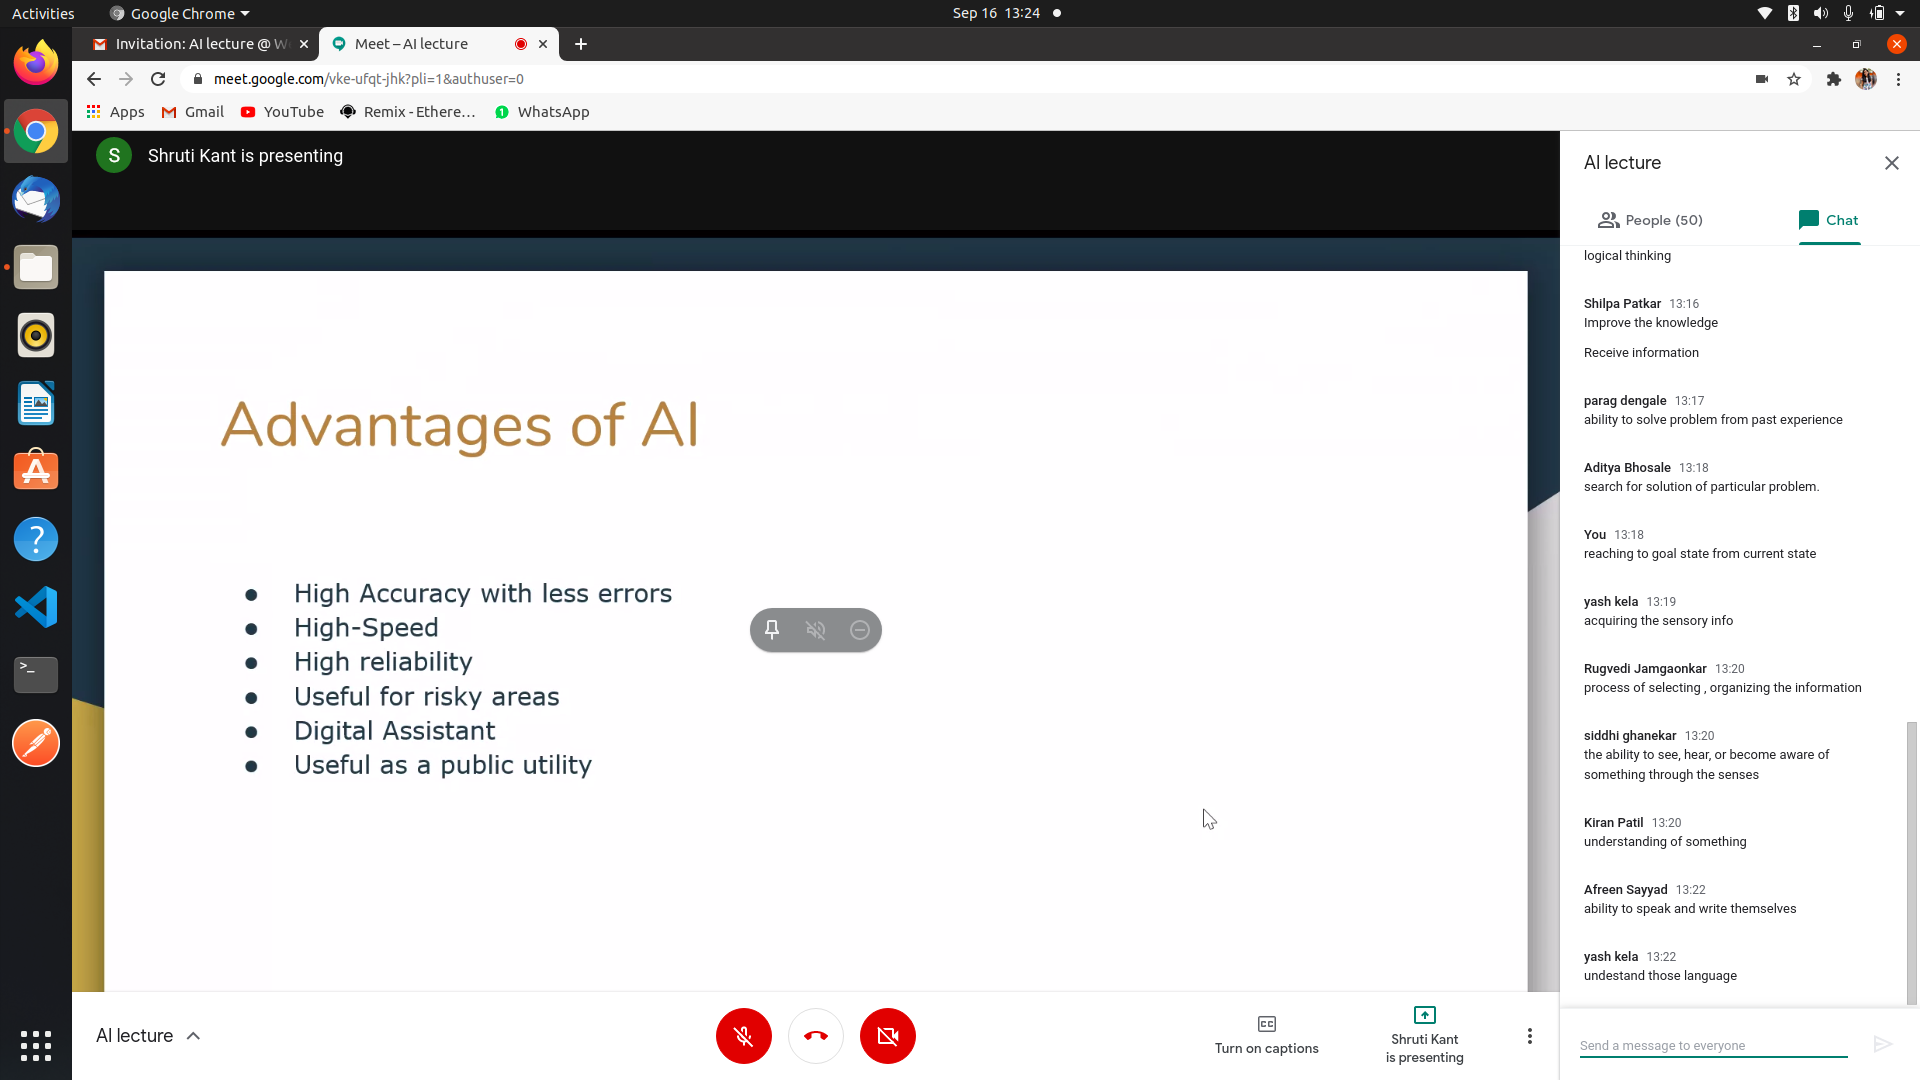 Activities
Google Chrome
Sep 16 13:24
Invitation: AI lecture @ W
Meet – AI lecture
meet.google.com/vke-ufqt-jhk?pli=1&authuser=0
Apps
Gmail
YouTube
Remix - Ethere...
WhatsApp
S
Shruti Kant is presenting
Advantages of AI
● High Accuracy with less errors
● High-Speed
● High reliability
● Useful for risky areas
● Digital Assistant
● Useful as a public utility
AI lecture
Turn on captions
Shruti Kant
is presenting
AI lecture
People (50)
Chat
logical thinking
Shilpa Patkar 13:16
Improve the knowledge
Receive information
parag dengale 13:17
ability to solve problem from past experience
Aditya Bhosale 13:18
search for solution of particular problem.
You 13:18
reaching to goal state from current state
yash kela 13:19
acquiring the sensory info
Rugvedi Jamgaonkar 13:20
process of selecting , organizing the information
siddhi ghanekar 13:20
the ability to see, hear, or become aware of
something through the senses
Kiran Patil 13:20
understanding of something
Afreen Sayyad 13:22
ability to speak and write themselves
yash kela 13:22
undestand those language
Send a message to everyone